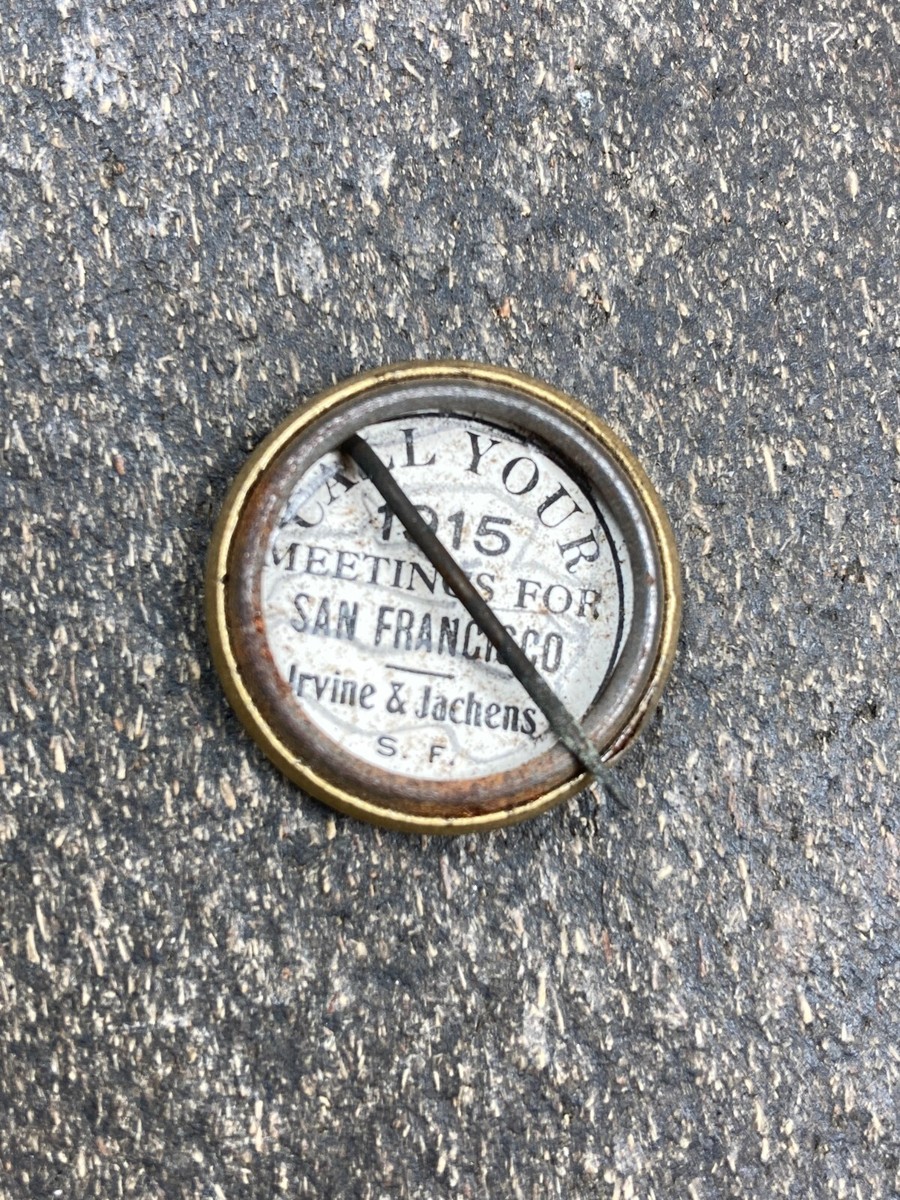 CALL YOUR
1915
MEETINGS FOR
SAN FRANCISCO
Irvine & Jachens
S F.